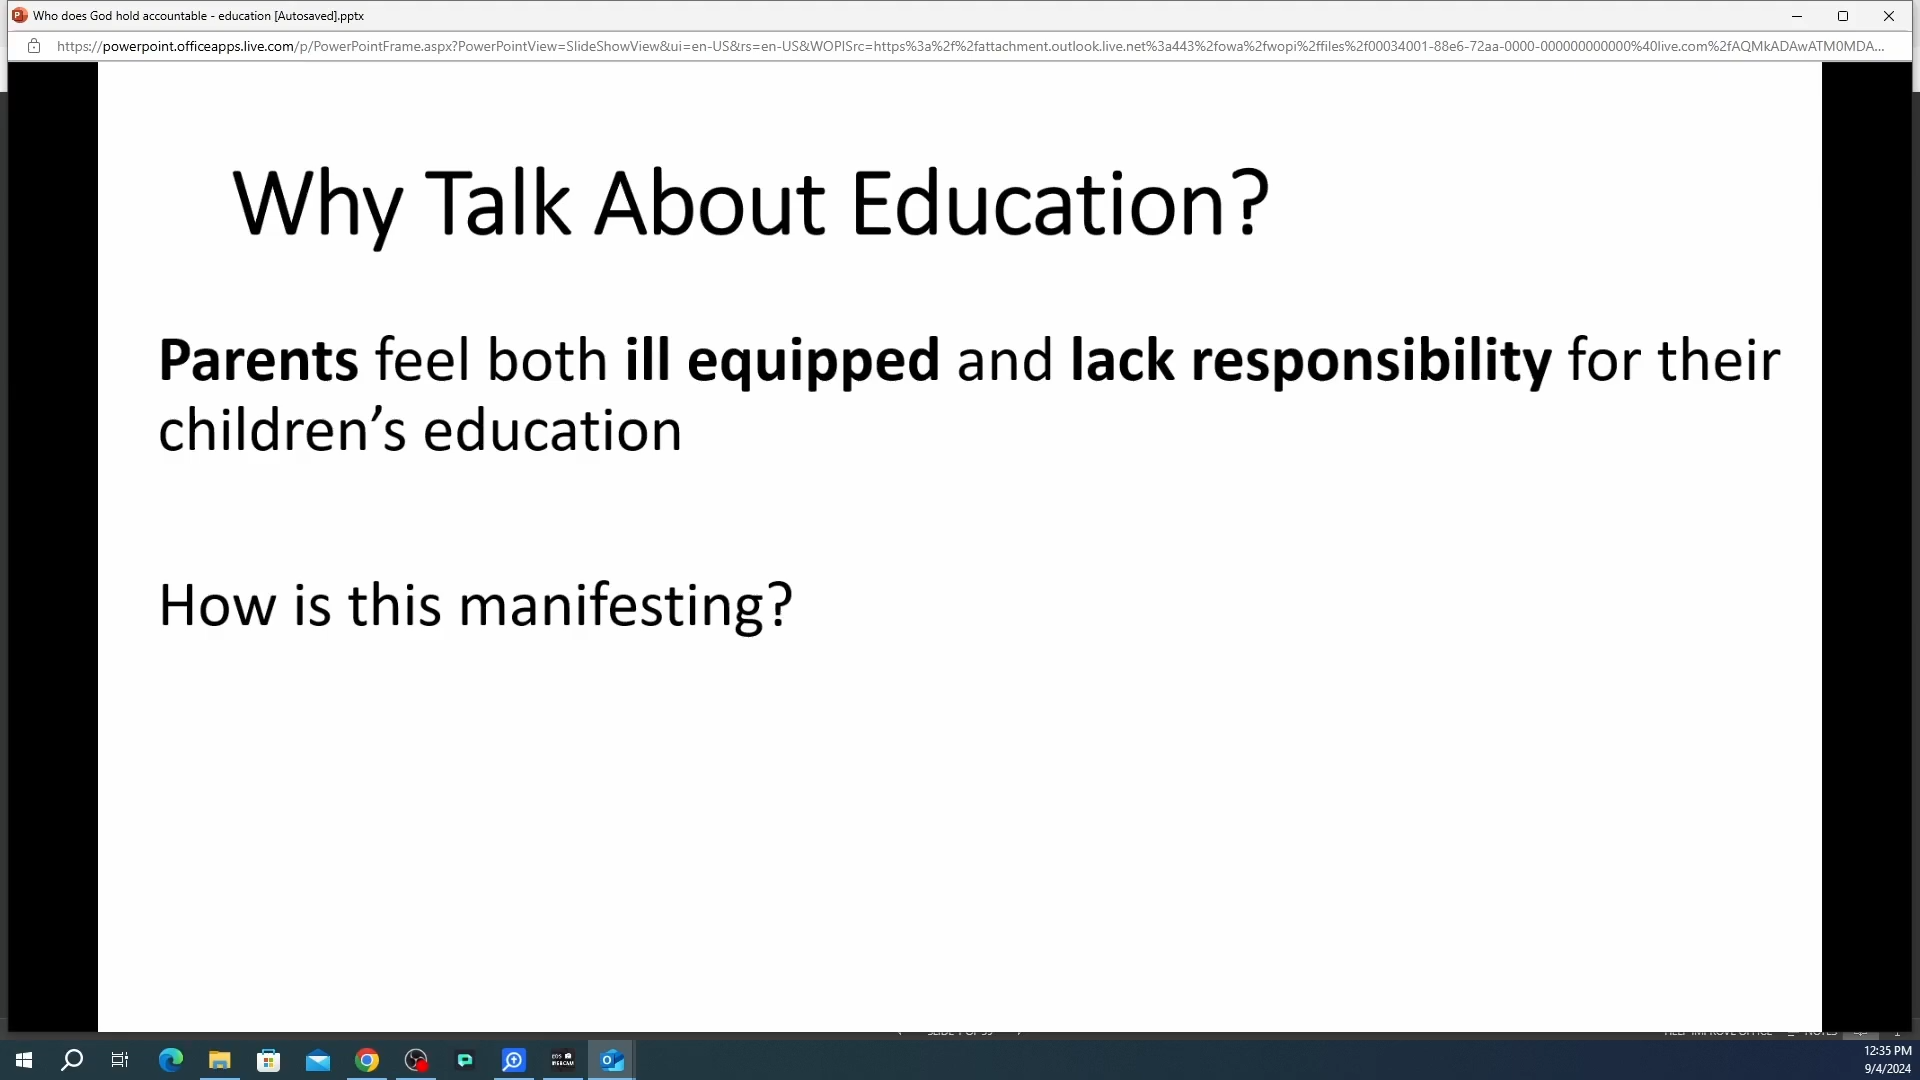 Who does God hold accountable - education [Autosaved].pptx
https://powerpoint.officeapps.live.com/p/PowerPointFrame.aspx?PowerPointView=SlideShowView&ui=en-US&rs=en-US&WOPISrc=https%3a%2f%2fattachment.outlook.live.net%3a443%2fowa%2fwopi%2ffiles%2f00034001-88e6-72aa-0000-000000000000%40live.com%2fAQMkADAwATM0MDA...
Why Talk About Education?
Parents feel both ill equipped and lack responsibility for their
children’s education
How is this manifesting?
EOS
WEBCAM
12:35 PM
9/4/2024